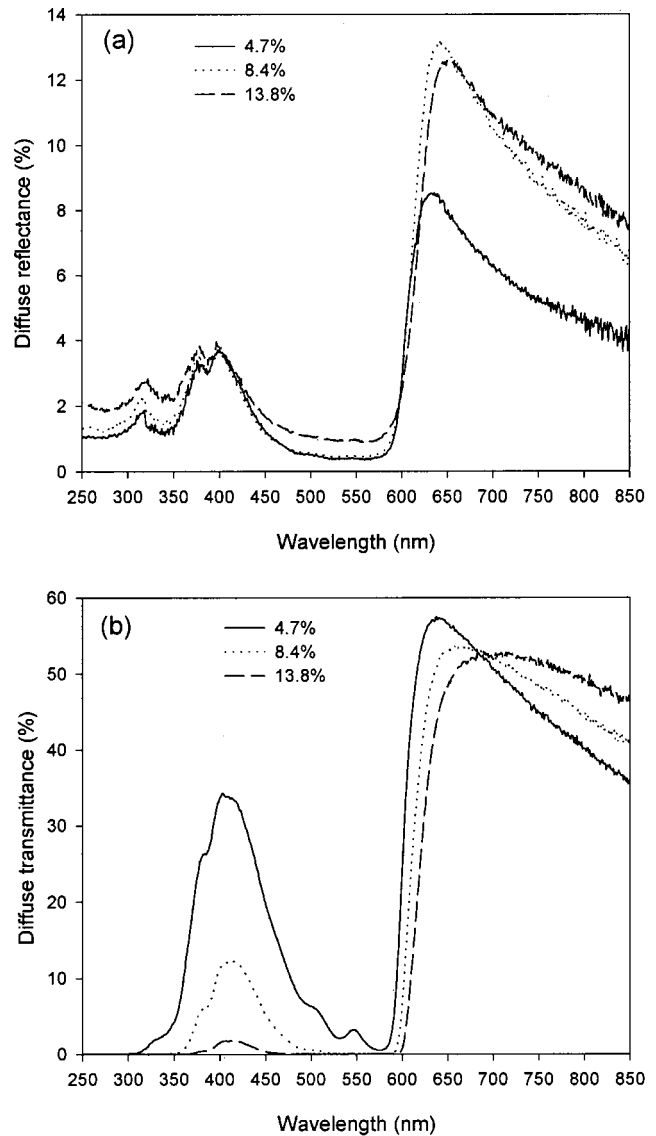 (a)
4.7%
8.4%
13.8%
14
12
10
8
6
4
2
0
Diffuse reflectance (%)
250 300 350 400 450 500 550 600 650 700 750 800 850
Wavelength (nm)
(b)
4.7%
8.4%
13.8%
60
50
40
30
20
10
0
Diffuse transmittance (%)
250 300 350 400 450 500 550 600 650 700 750 800 850
Wavelength (nm)